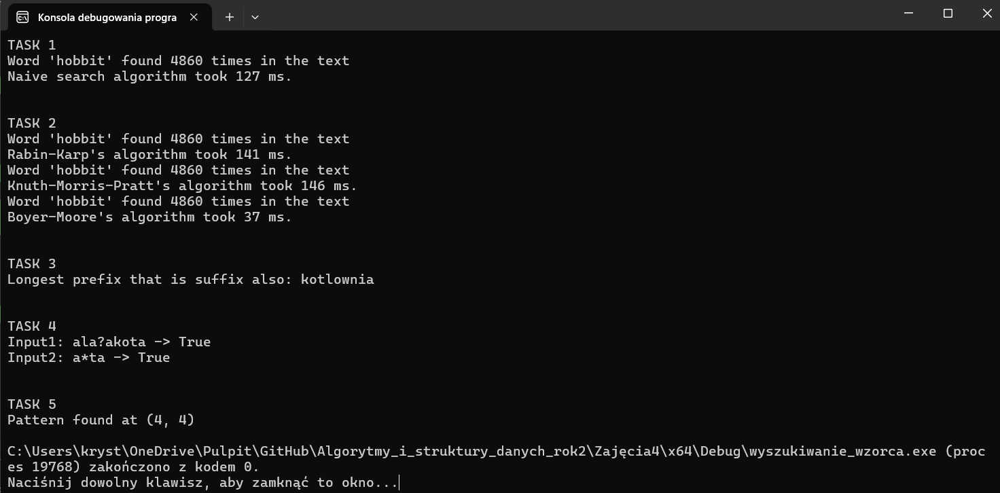 Konsola debugowania progra
TASK 1
Word 'hobbit' found 4860 times in the text
Naive search algorithm took 127 ms.
TASK 2
Word 'hobbit' found 4860 times in the text
Rabin-Karp's algorithm took 141 ms.
Word 'hobbit' found 4860 times in the text
Knuth-Morris-Pratt's algorithm took 146 ms.
Word 'hobbit' found 4860 times in the text
Boyer-Moore's algorithm took 37 ms.
TASK 3
Longest prefix that is suffix also: kotlownia
TASK 4
Input1: ala?akota -> True
Input2: a*ta -> True
TASK 5
Pattern found at (4, 4)
C:\Users\kryst\OneDrive\Pulpit\GitHub\Algorytmy_i_struktury_danych_rok2\Zajęcia4\x64\Debug\wyszukiwanie_wzorca.exe (proc
es 19768) zakończono z kodem 0.
Naciśnij dowolny klawisz, aby zamknąć to okno...